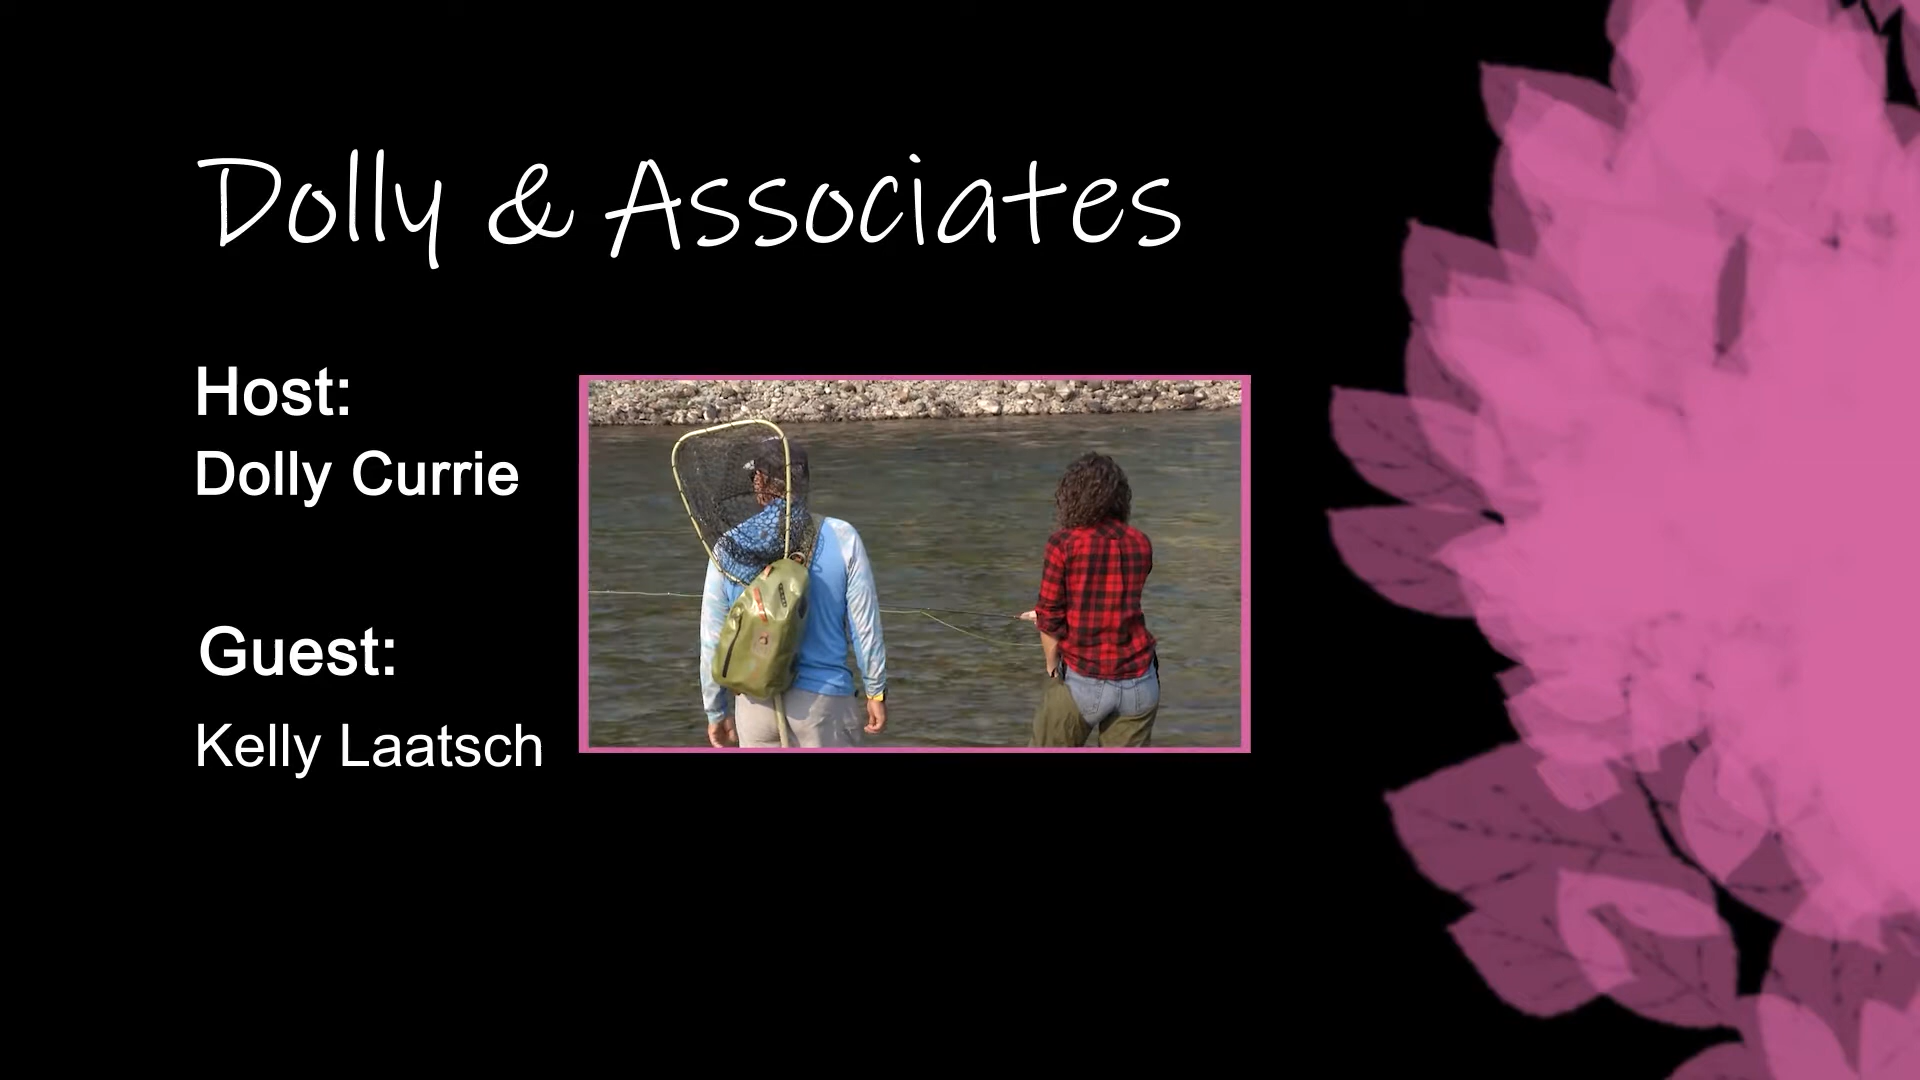 Dolly & Associates
Host:
Dolly Currie
Guest:
Kelly Laatsch